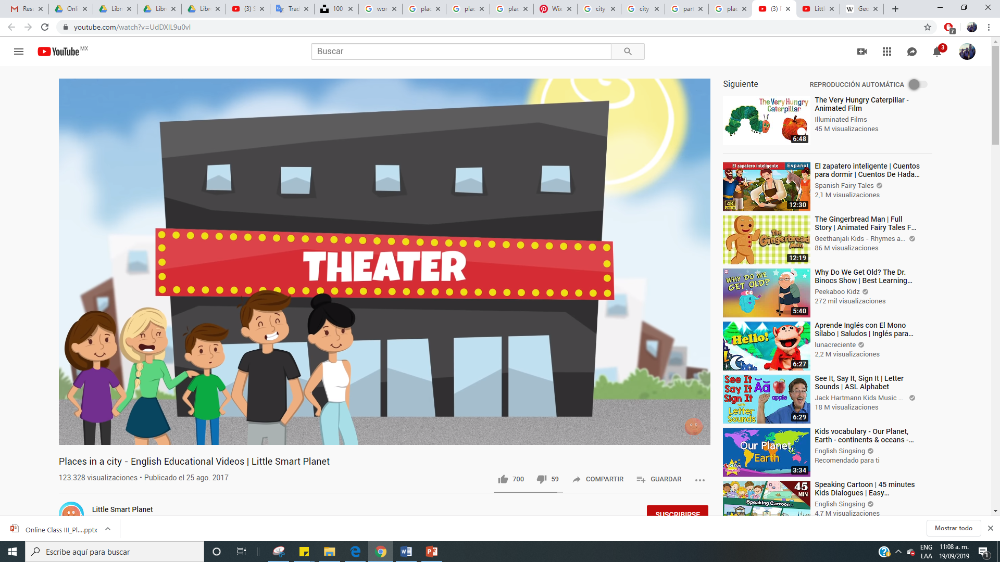 Resu
Onli
Libr
Libr
Libr
(3) S
Trad
100
wor
plac
plac
plac
Wix
city
city
part
plac
(3) P
Littl
Geo
youtube.com/watch?v=UdDXIL9u0vI
7
YouTube MX
Buscar
3
THEATER
Siguiente
REPRODUCCIÓN AUTOMÁTICA
The Very Hungry Caterpillar
6:48
The Very Hungry Caterpillar -
Animated Film
Illuminated Films
45 M visualizaciones
El zapatero inteligente Español
4K
12:30
El zapatero inteligente | Cuentos
para dormir | Cuentos De Hada...
Spanish Fairy Tales
2,1 M visualizaciones
The Gingerbread Man
12:19
The Gingerbread Man | Full
Story | Animated Fairy Tales F...
Geethanjali Kids - Rhymes a...
86 M visualizaciones
WHY DO WE
GET OLD?
5:40
Why Do We Get Old? The Dr.
Binocs Show | Best Learning...
Peekaboo Kidz
272 mil visualizaciones
Hello!
6:27
Aprende Inglés con El Mono
Sílabo | Saludos | Inglés para...
lunacreciente
2,2 M visualizaciones
See It
Say It
Sign It
with
Letter
Sounds
Ăā
apple
6:29
See It, Say It, Sign It | Letter
Sounds | ASL Alphabet
Jack Hartmann Kids Music ...
18 M visualizaciones
Our Planet,
Earth
3:34
Kids vocabulary - Our Planet,
Earth - continents & oceans -...
English Singsing
Recomendado para ti
45
MIN
Speaking Cartoon
Speaking Cartoon | 45 minutes
Kids Dialogues | Easy...
English Singsing
4,7 M visualizaciones
Places in a city - English Educational Videos | Little Smart Planet
123.328 visualizaciones • Publicado el 25 ago. 2017
700
59
COMPARTIR
GUARDAR
Little Smart Planet
SUSCRIBIRSE
Online Class III_Pl....pptx
Mostrar todo
Escribe aquí para buscar
ENG
LAA
11:08 a. m.
19/09/2019
1